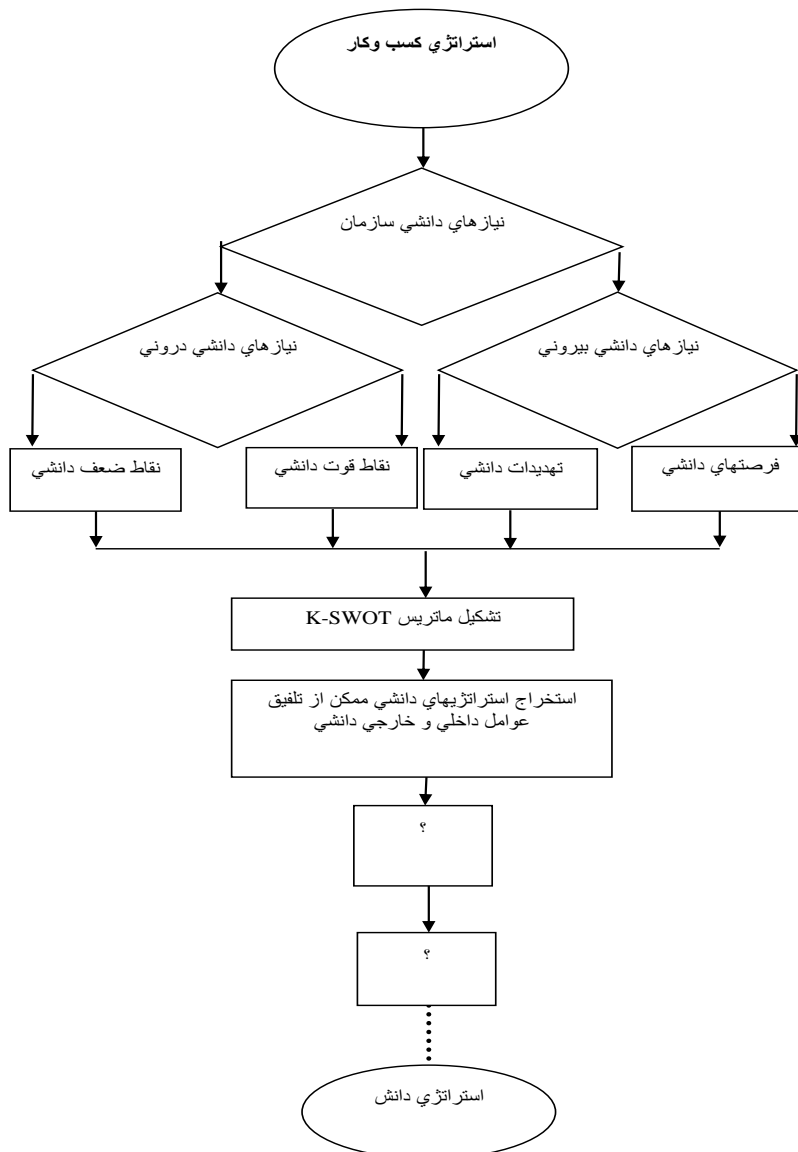 استراتژي كسب وكار
نيازهاي دانشي سازمان
نيازهاي دانشي بيروني
نيازهاي دانشي دروني
فرصتهاي دانشي
تهديدات دانشي
نقاط قوت دانشي
نقاط ضعف دانشي
تشكيل ماتريس K-SWOT
استخراج استراتژيهاي دانشي ممكن از تلفيق
عوامل داخلي و خارجي دانشي
؟
؟
استراتژي دانش